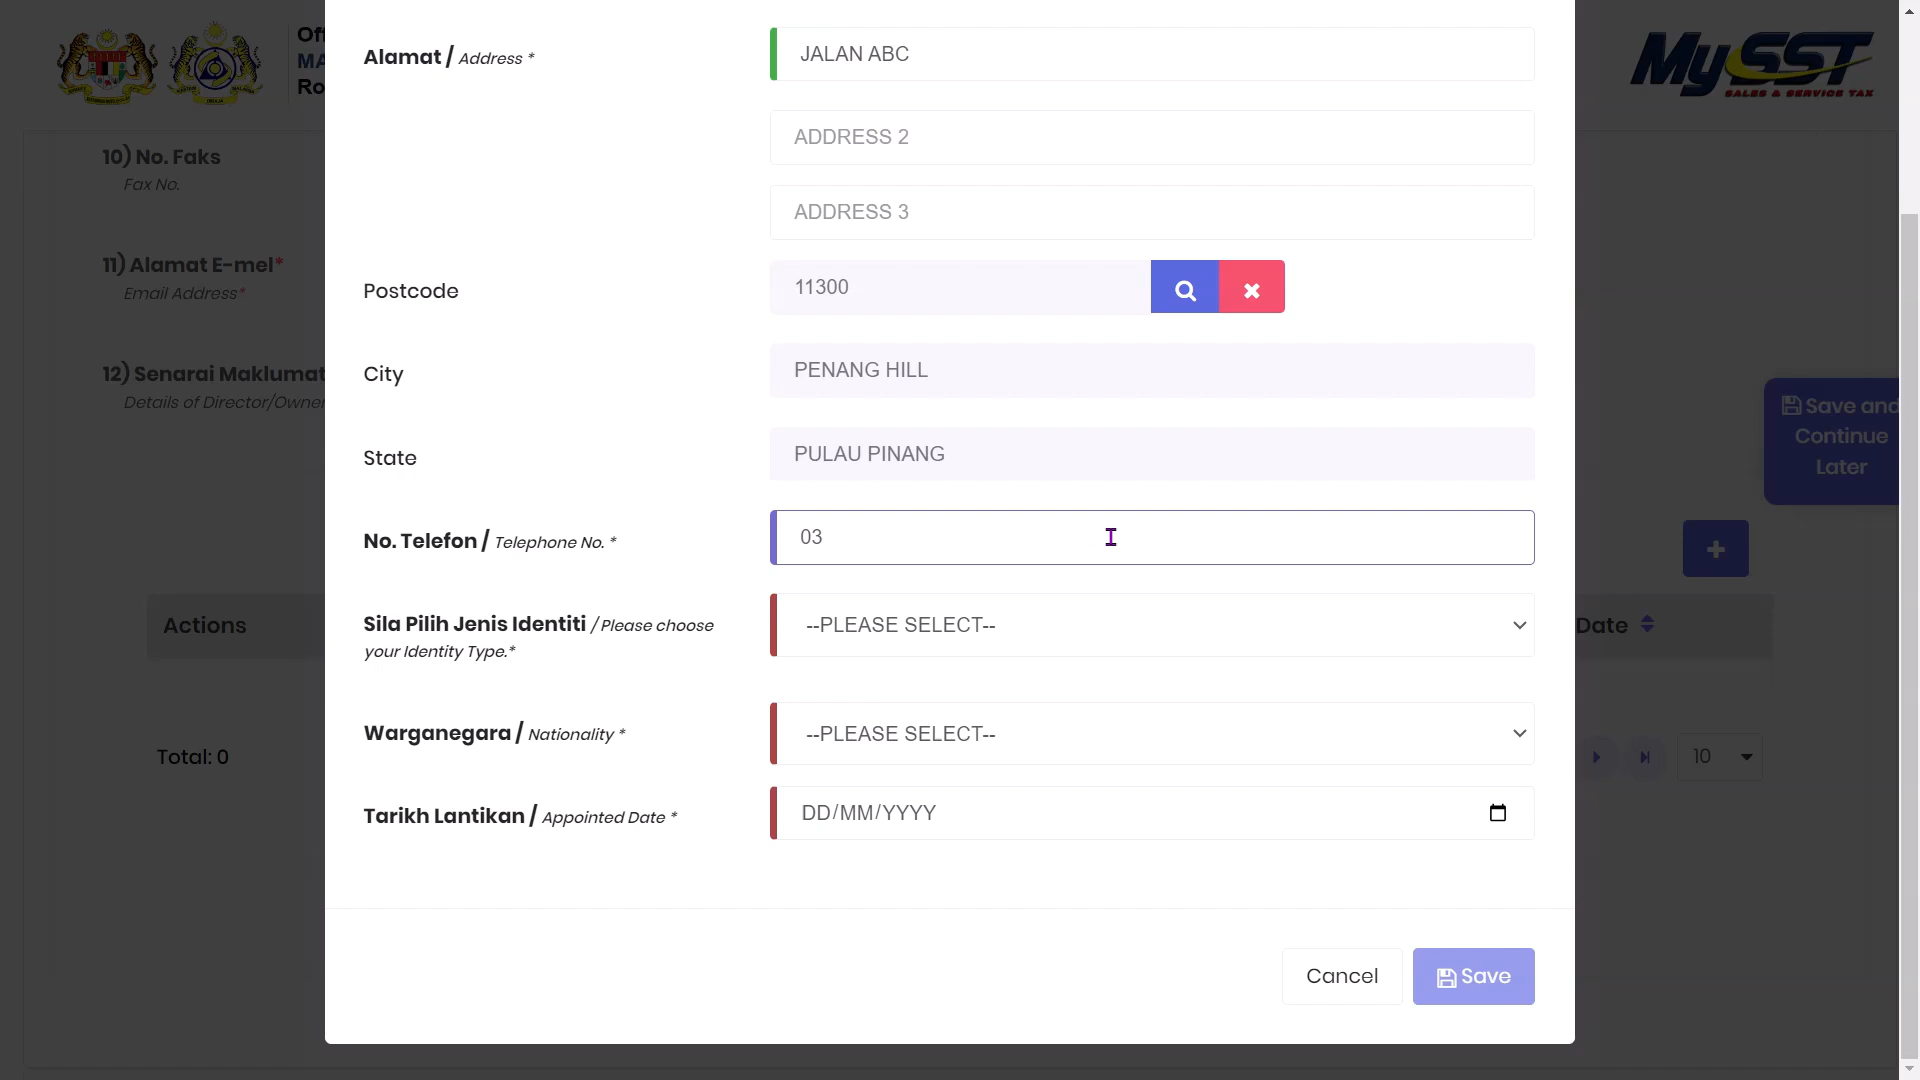 Off
MA
Ro
MySST
SALES & SERVICE TAX
10) No. Faks
Fax No.
11) Alamat E-mel*
Email Address*
12) Senarai Maklumat
Details of Director/Owner
Actions
Total: 0
Alamat / Address *
JALAN ABC
ADDRESS 2
ADDRESS 3
Postcode
11300
City
PENANG HILL
State
PULAU PINANG
No. Telefon / Telephone No. *
03
Sila Pilih Jenis Identiti / Please choose
your Identity Type.*
--PLEASE SELECT--
Warganegara / Nationality *
--PLEASE SELECT--
Tarikh Lantikan / Appointed Date *
DD/MM/YYYY
Cancel
Save
Save and
Continue
Later
Date
10